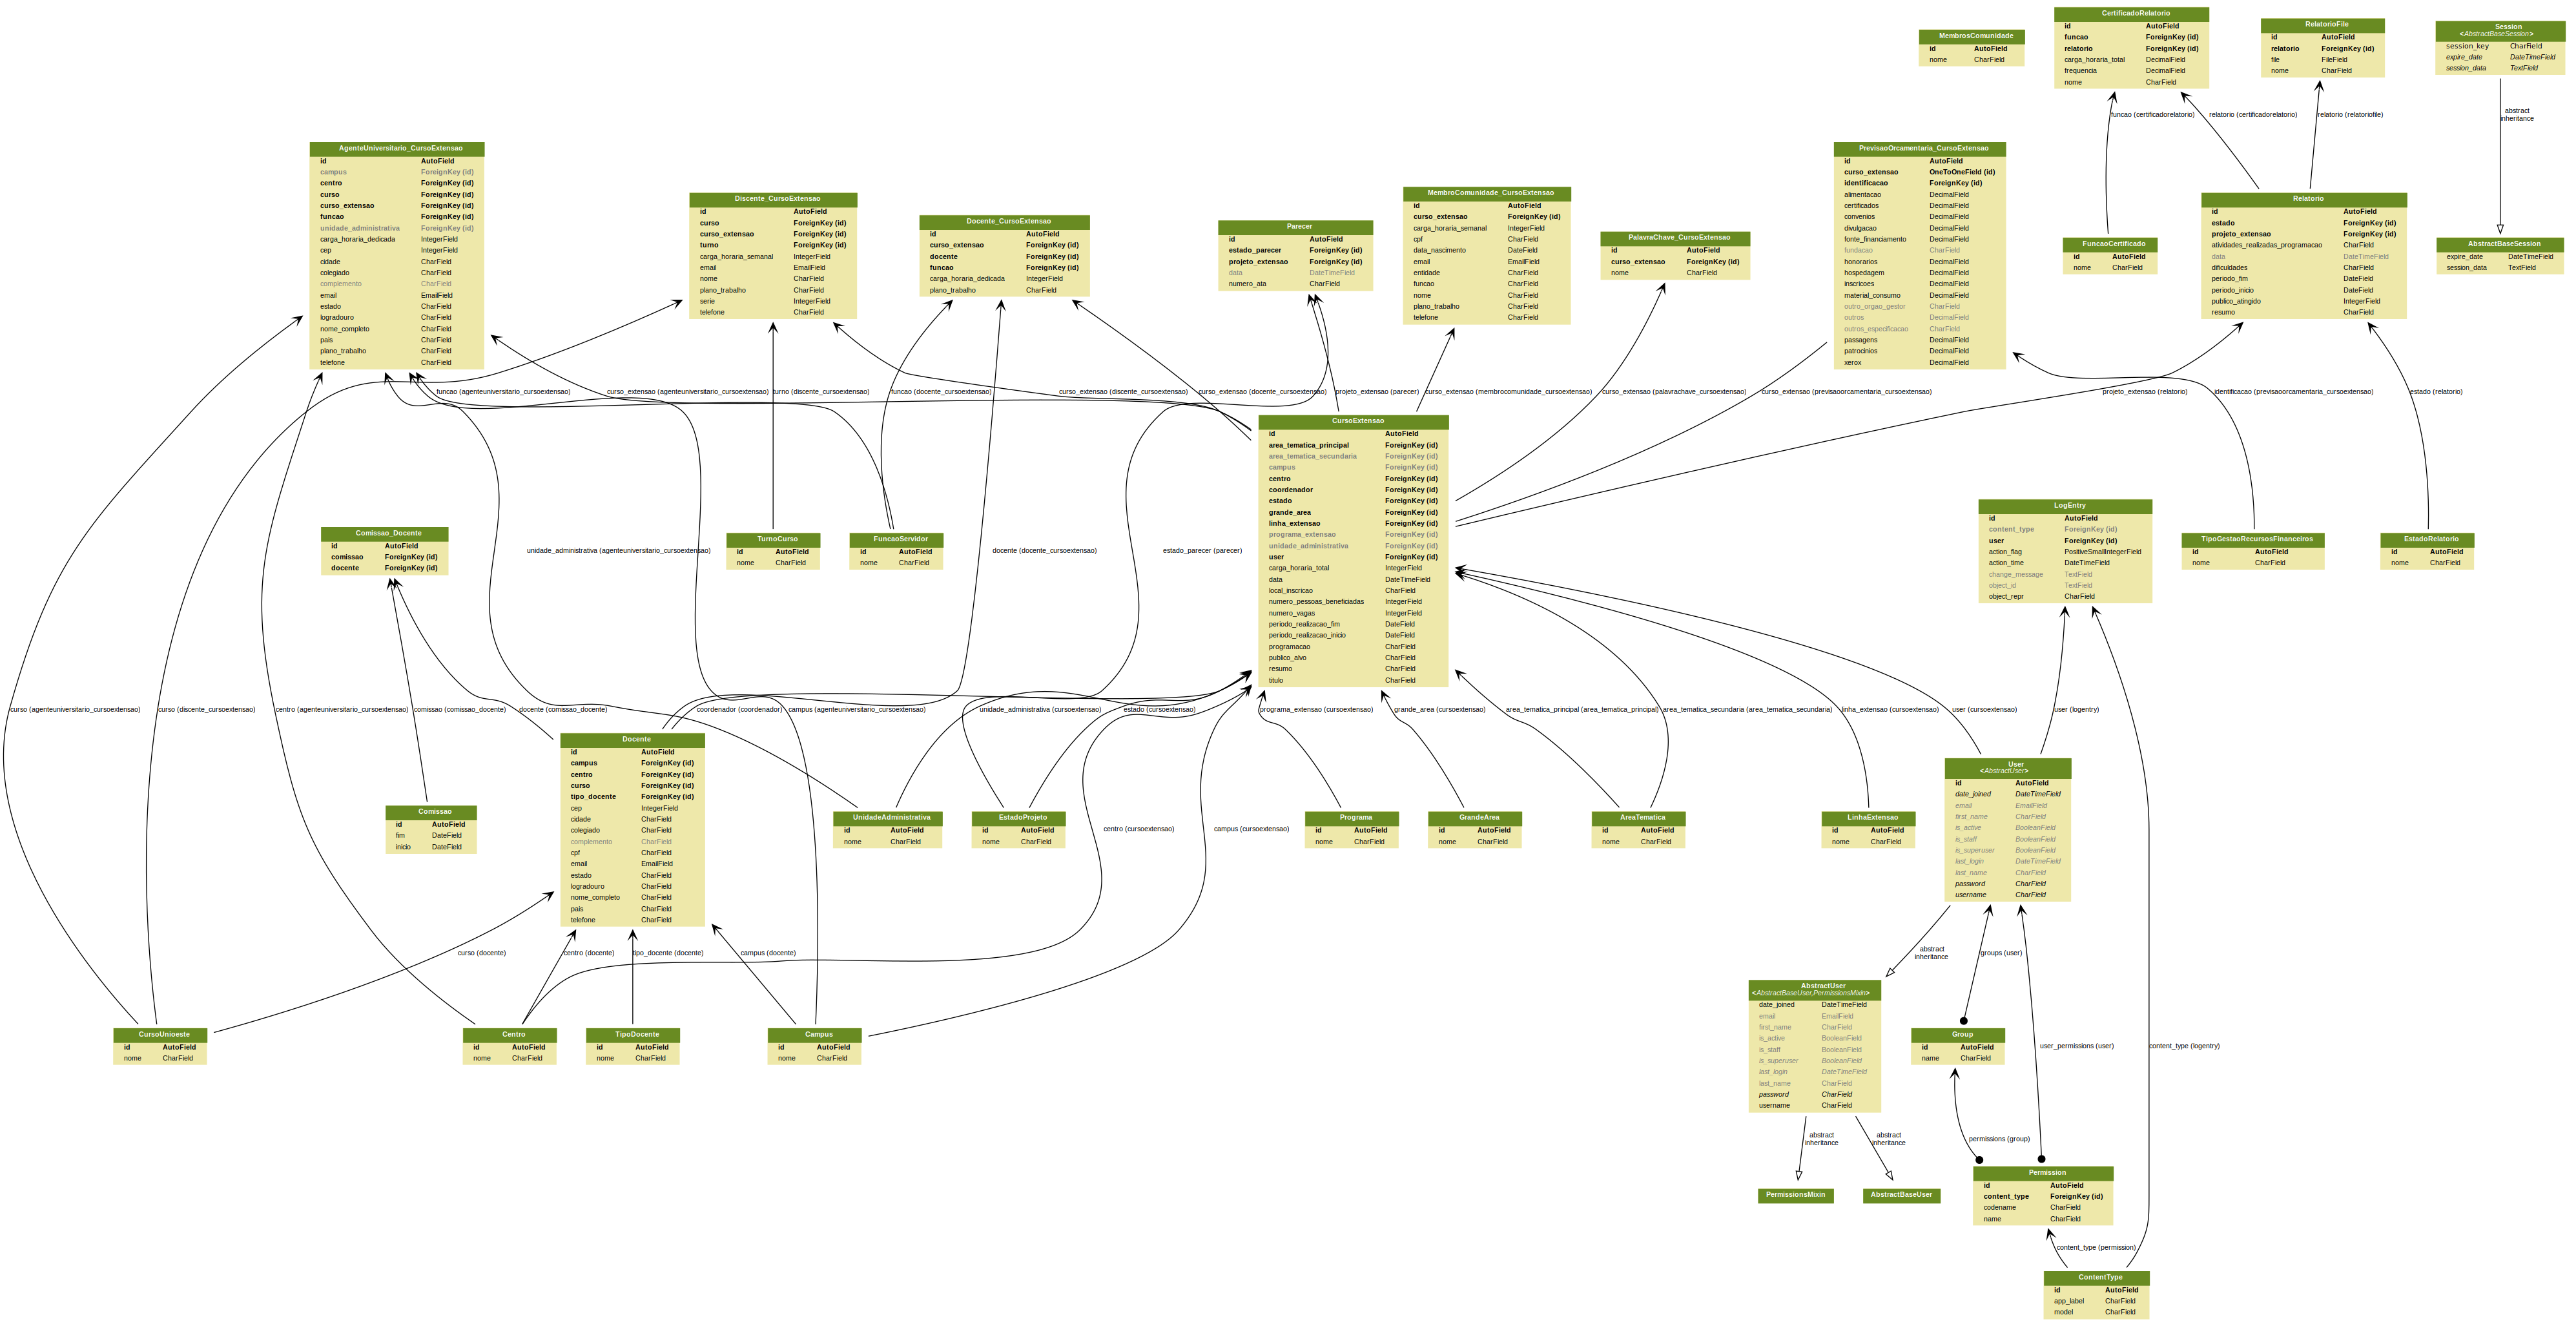 MembrosComunidade
id AutoField
nome CharField
CertificadoRelatorio
id AutoField
funcao ForeignKey (id)
relatorio ForeignKey (id)
carga_horaria_total DecimalField
frequencia DecimalField
nome CharField
RelatorioFile
id AutoField
relatorio ForeignKey (id)
file FileField
nome CharField
Session
<AbstractBaseSession>
session_key CharField
expire_date DateTimeField
session_data TextField
funcao (certificadorelatorio)
relatorio (certificadorelatorio)
relatorio (relatoriofile)
abstract
inheritance
AgenteUniversitario_CursoExtensao
id AutoField
campus ForeignKey (id)
centro ForeignKey (id)
curso ForeignKey (id)
curso_extensao ForeignKey (id)
funcao ForeignKey (id)
unidade_administrativa ForeignKey (id)
carga_horaria_dedicada IntegerField
cep IntegerField
cidade CharField
colegiado CharField
complemento CharField
email EmailField
estado CharField
logradouro CharField
nome_completo CharField
pais CharField
plano_trabalho CharField
telefone CharField
Discente_CursoExtensao
id AutoField
curso ForeignKey (id)
curso_extensao ForeignKey (id)
turno ForeignKey (id)
carga_horaria_semanal IntegerField
email EmailField
nome CharField
plano_trabalho CharField
serie IntegerField
telefone CharField
Docente_CursoExtensao
id AutoField
curso_extensao ForeignKey (id)
docente ForeignKey (id)
funcao ForeignKey (id)
carga_horaria_dedicada IntegerField
plano_trabalho CharField
Parecer
id AutoField
estado_parecer ForeignKey (id)
projeto_extensao ForeignKey (id)
data DateTimeField
numero_ata CharField
MembroComunidade_CursoExtensao
id AutoField
curso_extensao ForeignKey (id)
carga_horaria_semanal IntegerField
cpf CharField
data_nascimento DateField
email EmailField
entidade CharField
funcao CharField
nome CharField
plano_trabalho CharField
telefone CharField
PalavraChave_CursoExtensao
id AutoField
curso_extensao ForeignKey (id)
nome CharField
PrevisaoOrcamentaria_CursoExtensao
id AutoField
curso_extensao OneToOneField (id)
identificacao ForeignKey (id)
alimentacao DecimalField
certificados DecimalField
convenios DecimalField
divulgacao DecimalField
fonte_financiamento DecimalField
fundacao CharField
honorarios DecimalField
hospedagem DecimalField
inscricoes DecimalField
material_consumo DecimalField
outro_orgao_gestor CharField
outros DecimalField
outros_especificacao CharField
passagens DecimalField
patrocinios DecimalField
xerox DecimalField
FuncaoCertificado
id AutoField
nome CharField
Relatorio
id AutoField
estado ForeignKey (id)
projeto_extensao ForeignKey (id)
atividades_realizadas_programacao CharField
data DateTimeField
dificuldades CharField
periodo_fim DateField
periodo_inicio DateField
publico_atingido IntegerField
resumo CharField
AbstractBaseSession
expire_date DateTimeField
session_data TextField
funcao (agenteuniversitario_cursoextensao)
curso_extensao (agenteuniversitario_cursoextensao)
turno (discente_cursoextensao)
funcao (docente_cursoextensao)
curso_extensao (discente_cursoextensao)
curso_extensao (docente_cursoextensao)
projeto_extensao (parecer)
curso_extensao (membrocomunidade_cursoextensao)
curso_extensao (palavrachave_cursoextensao)
curso_extensao (previsaoorcamentaria_cursoextensao)
projeto_extensao (relatorio)
identificacao (previsaoorcamentaria_cursoextensao)
estado (relatorio)
Comissao_Docente
id AutoField
comissao ForeignKey (id)
docente ForeignKey (id)
unidade_administrativa (agenteuniversitario_cursoextensao)
TurnoCurso
id AutoField
nome CharField
FuncaoServidor
id AutoField
nome CharField
docente (docente_cursoextensao)
estado_parecer (parecer)
CursoExtensao
id AutoField
area_tematica_principal ForeignKey (id)
area_tematica_secundaria ForeignKey (id)
campus ForeignKey (id)
centro ForeignKey (id)
coordenador ForeignKey (id)
estado ForeignKey (id)
grande_area ForeignKey (id)
linha_extensao ForeignKey (id)
programa_extensao ForeignKey (id)
unidade_administrativa ForeignKey (id)
user ForeignKey (id)
carga_horaria_total IntegerField
data DateTimeField
local_inscricao CharField
numero_pessoas_beneficiadas IntegerField
numero_vagas IntegerField
periodo_realizacao_fim DateField
periodo_realizacao_inicio DateField
programacao CharField
publico_alvo CharField
resumo CharField
titulo CharField
LogEntry
id AutoField
content_type ForeignKey (id)
user ForeignKey (id)
action_flag PositiveSmallIntegerField
action_time DateTimeField
change_message TextField
object_id TextField
object_repr CharField
TipoGestaoRecursosFinanceiros
id AutoField
nome CharField
EstadoRelatorio
id AutoField
nome CharField
curso (agenteuniversitario_cursoextensao)
curso (discente_cursoextensao)
centro (agenteuniversitario_cursoextensao)
comissao (comissao_docente)
docente (comissao_docente)
coordenador (coordenador)
campus (agenteuniversitario_cursoextensao)
unidade_administrativa (cursoextensao)
estado (cursoextensao)
programa_extensao (cursoextensao)
grande_area (cursoextensao)
area_tematica_principal (area_tematica_principal)
area_tematica_secundaria (area_tematica_secundaria)
linha_extensao (cursoextensao)
user (cursoextensao)
user (logentry)
Comissao
id AutoField
fim DateField
inicio DateField
Docente
id AutoField
campus ForeignKey (id)
centro ForeignKey (id)
curso ForeignKey (id)
tipo_docente ForeignKey (id)
cep IntegerField
cidade CharField
colegiado CharField
complemento CharField
cpf CharField
email EmailField
estado CharField
logradouro CharField
nome_completo CharField
pais CharField
telefone CharField
UnidadeAdministrativa
id AutoField
nome CharField
EstadoProjeto
id AutoField
nome CharField
centro (cursoextensao)
campus (cursoextensao)
Programa
id AutoField
nome CharField
GrandeArea
id AutoField
nome CharField
AreaTematica
id AutoField
nome CharField
LinhaExtensao
id AutoField
nome CharField
User
<AbstractUser>
id AutoField
date_joined DateTimeField
email EmailField
first_name CharField
is_active BooleanField
is_staff BooleanField
is_superuser BooleanField
last_login DateTimeField
last_name CharField
password CharField
username CharField
curso (docente)
centro (docente)
tipo_docente (docente)
campus (docente)
abstract
inheritance
groups (user)
CursoUnioeste
id AutoField
nome CharField
Centro
id AutoField
nome CharField
TipoDocente
id AutoField
nome CharField
Campus
id AutoField
nome CharField
AbstractUser
<AbstractBaseUser,PermissionsMixin>
date_joined DateTimeField
email EmailField
first_name CharField
is_active BooleanField
is_staff BooleanField
is_superuser BooleanField
last_login DateTimeField
last_name CharField
password CharField
username CharField
Group
id AutoField
name CharField
user_permissions (user)
content_type (logentry)
abstract
inheritance
abstract
inheritance
permissions (group)
PermissionsMixin
AbstractBaseUser
Permission
id AutoField
content_type ForeignKey (id)
codename CharField
name CharField
content_type (permission)
ContentType
id AutoField
app_label CharField
model CharField